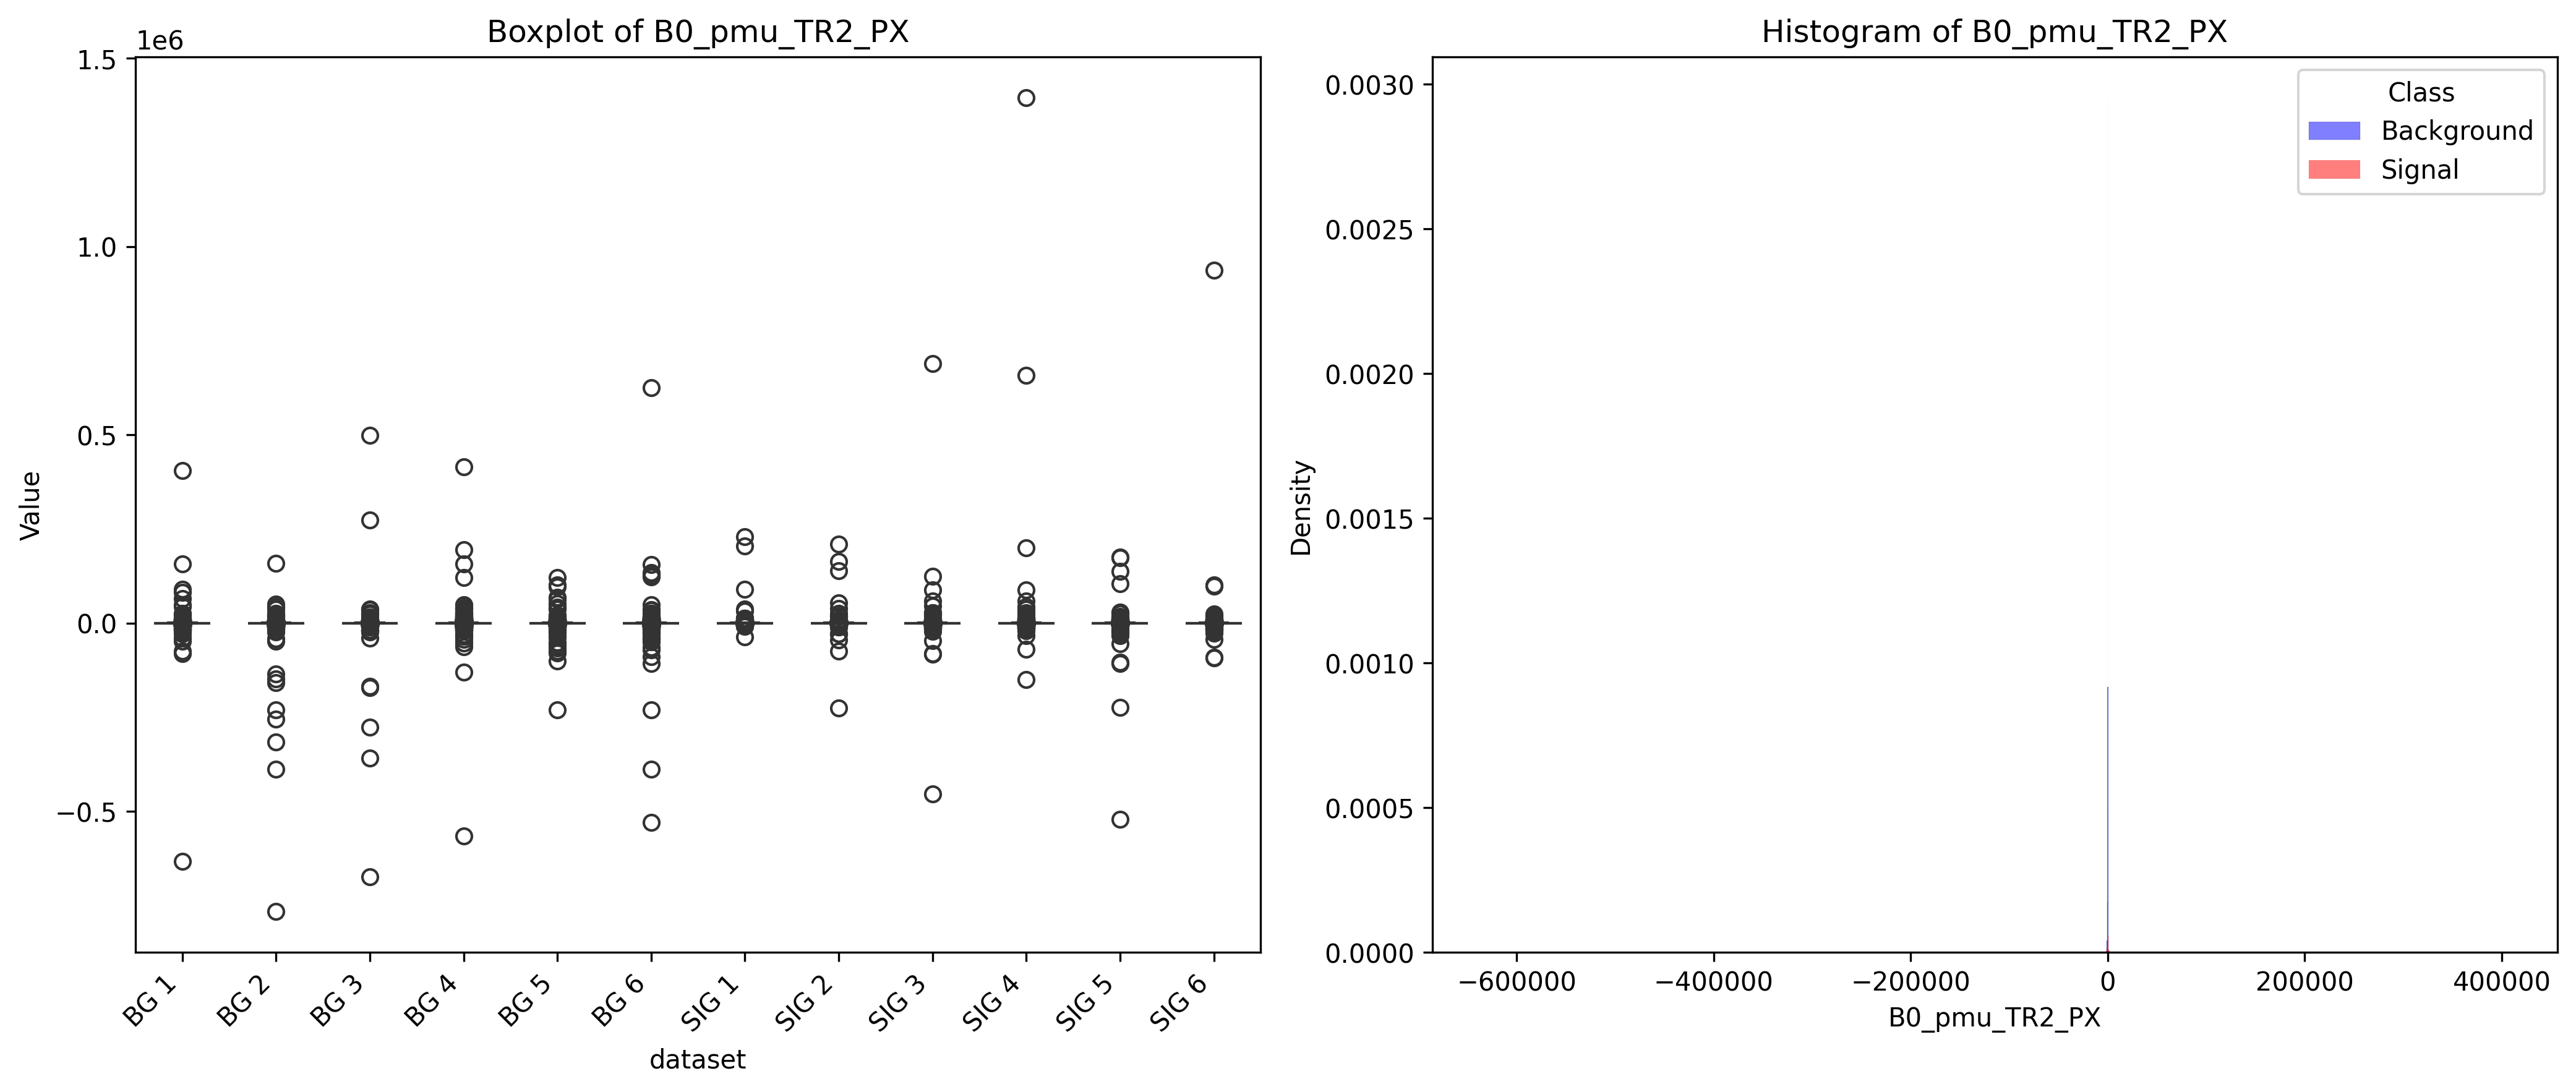 Boxplot of B0_pmu_TR2_PX
1e6
1.5
1.0
0.5
0.0
−0.5
Value
BG 1
BG 2
BG 3
BG 4
BG 5
BG 6
SIG 1
SIG 2
SIG 3
SIG 4
SIG 5
SIG 6
dataset
Histogram of B0_pmu_TR2_PX
Class
Background
Signal
0.0030
0.0025
0.0020
0.0015
0.0010
0.0005
0.0000
Density
−600000
−400000
−200000
0
200000
400000
B0_pmu_TR2_PX